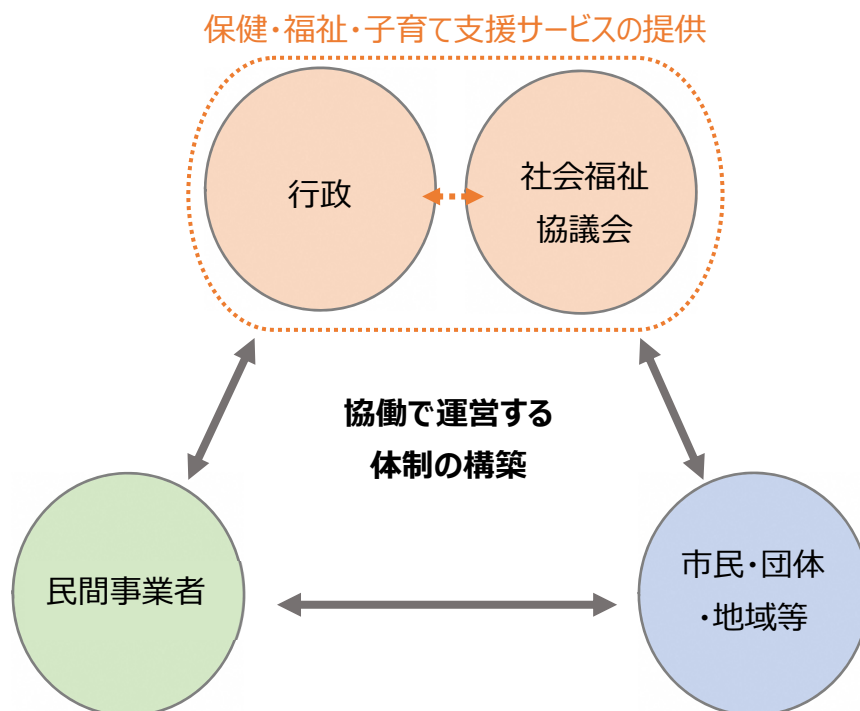 保健・福祉・子育て支援サービスの提供
行政
社会福祉
協議会
協働で運営する
体制の構築
民間事業者
市民・団体
・地域等